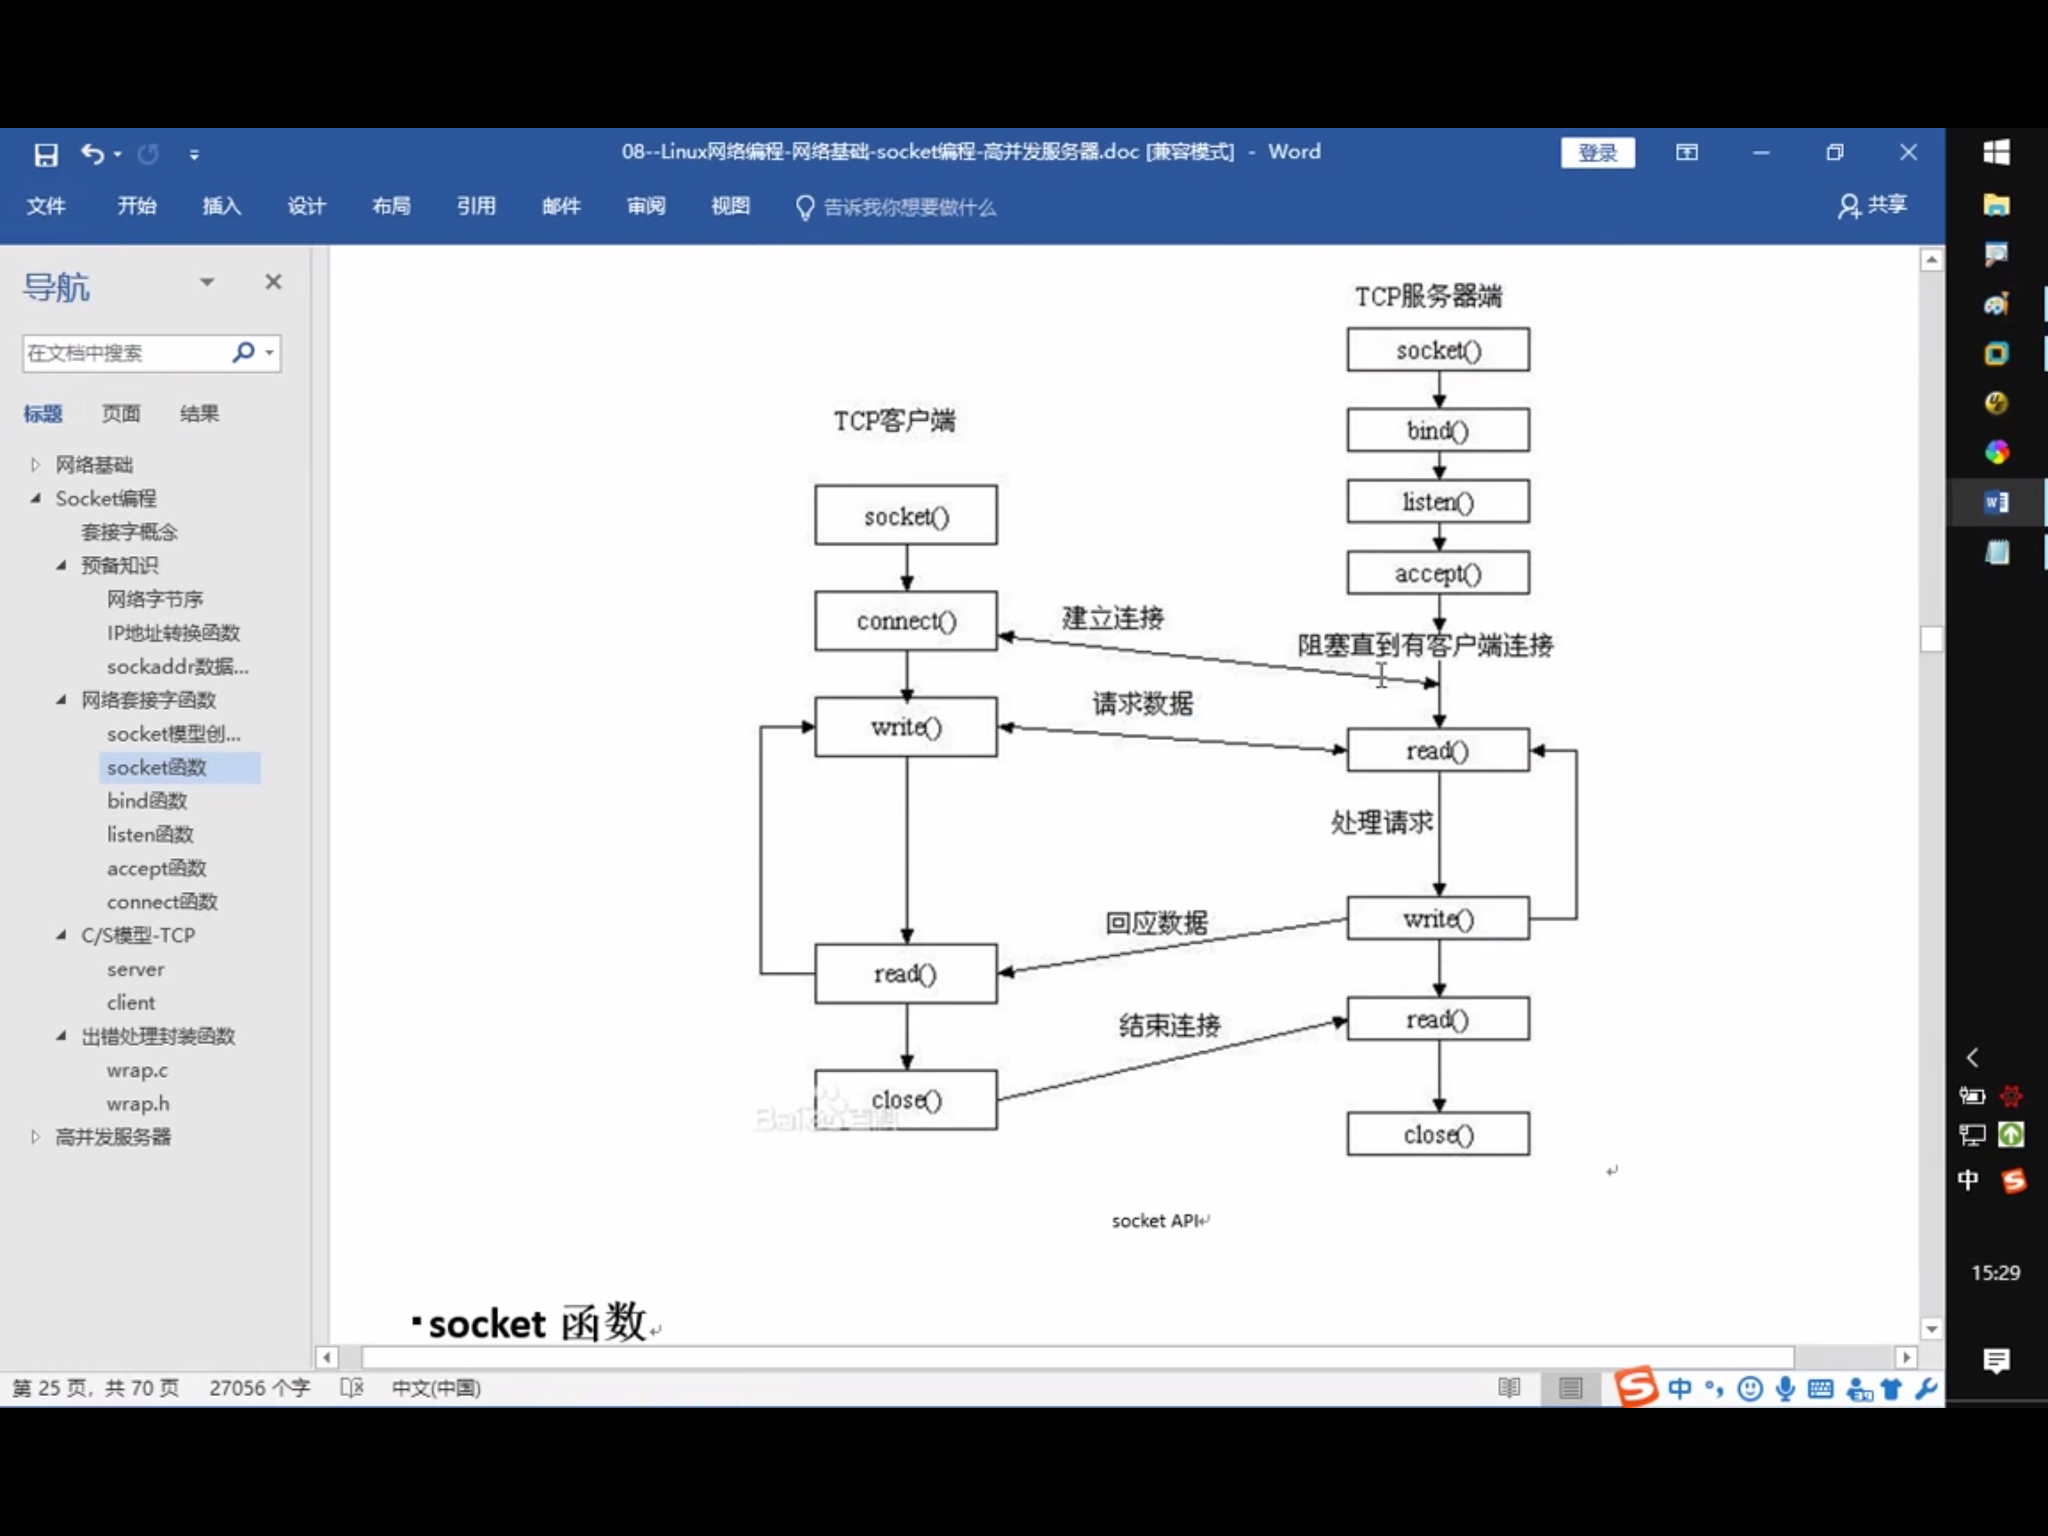 08--Linux网络编程-网络基础-socket编程-高并发服务器.doc [兼容模式] - Word
登录
文件 开始 插入 设计 布局 引用 邮件 审阅 视图 告诉我你想要做什么
共享
导航
在文档中搜索
标题 页面 结果
网络基础
Socket编程
套接字概念
预备知识
网络字节序
IP地址转换函数
sockaddr数据...
网络套接字函数
socket模型创...
socket函数
bind函数
listen函数
accept函数
connect函数
C/S模型-TCP
server
client
出错处理封装函数
wrap.c
wrap.h
高并发服务器
TCP服务器端
socket()
bind()
listen()
accept()
阻塞直到有客户端连接
read()
处理请求
write()
read()
close()
TCP客户端
socket()
connect()
write()
read()
close()
建立连接
请求数据
回应数据
结束连接
Bai 百科
socket API
socket 函数
第 25 页，共 70 页 27056 个字 中文(中国)
中
中
15:29